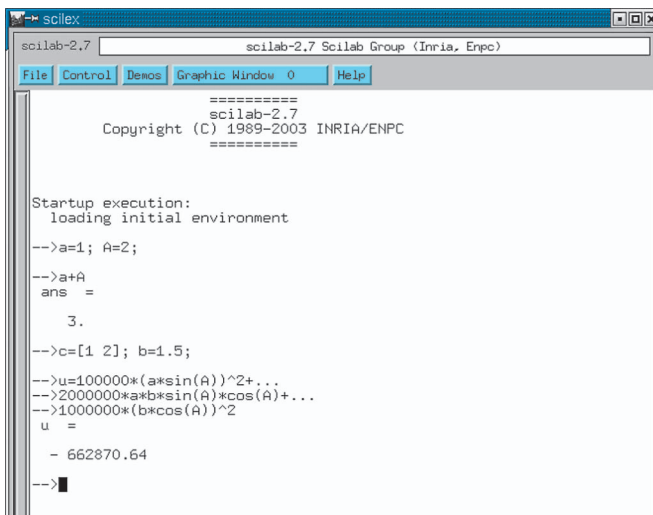 scilex
scilab-2.7
scilab-2.7 Scilab Group (Inria, Enpc)
File Control Demos Graphic Window 0 Help
==========
scilab-2.7
Copyright (C) 1989-2003 INRIA/ENPC
==========
Startup execution:
loading initial environment
-->a=1; A=2;
-->a+A
ans =
3.
-->c=[1 2]; b=1.5;
-->u=100000*(a*sin(A))^2+...
-->2000000*a*b*sin(A)*cos(A)+...
-->1000000*(b*cos(A))^2
u =
- 662870.64
-->